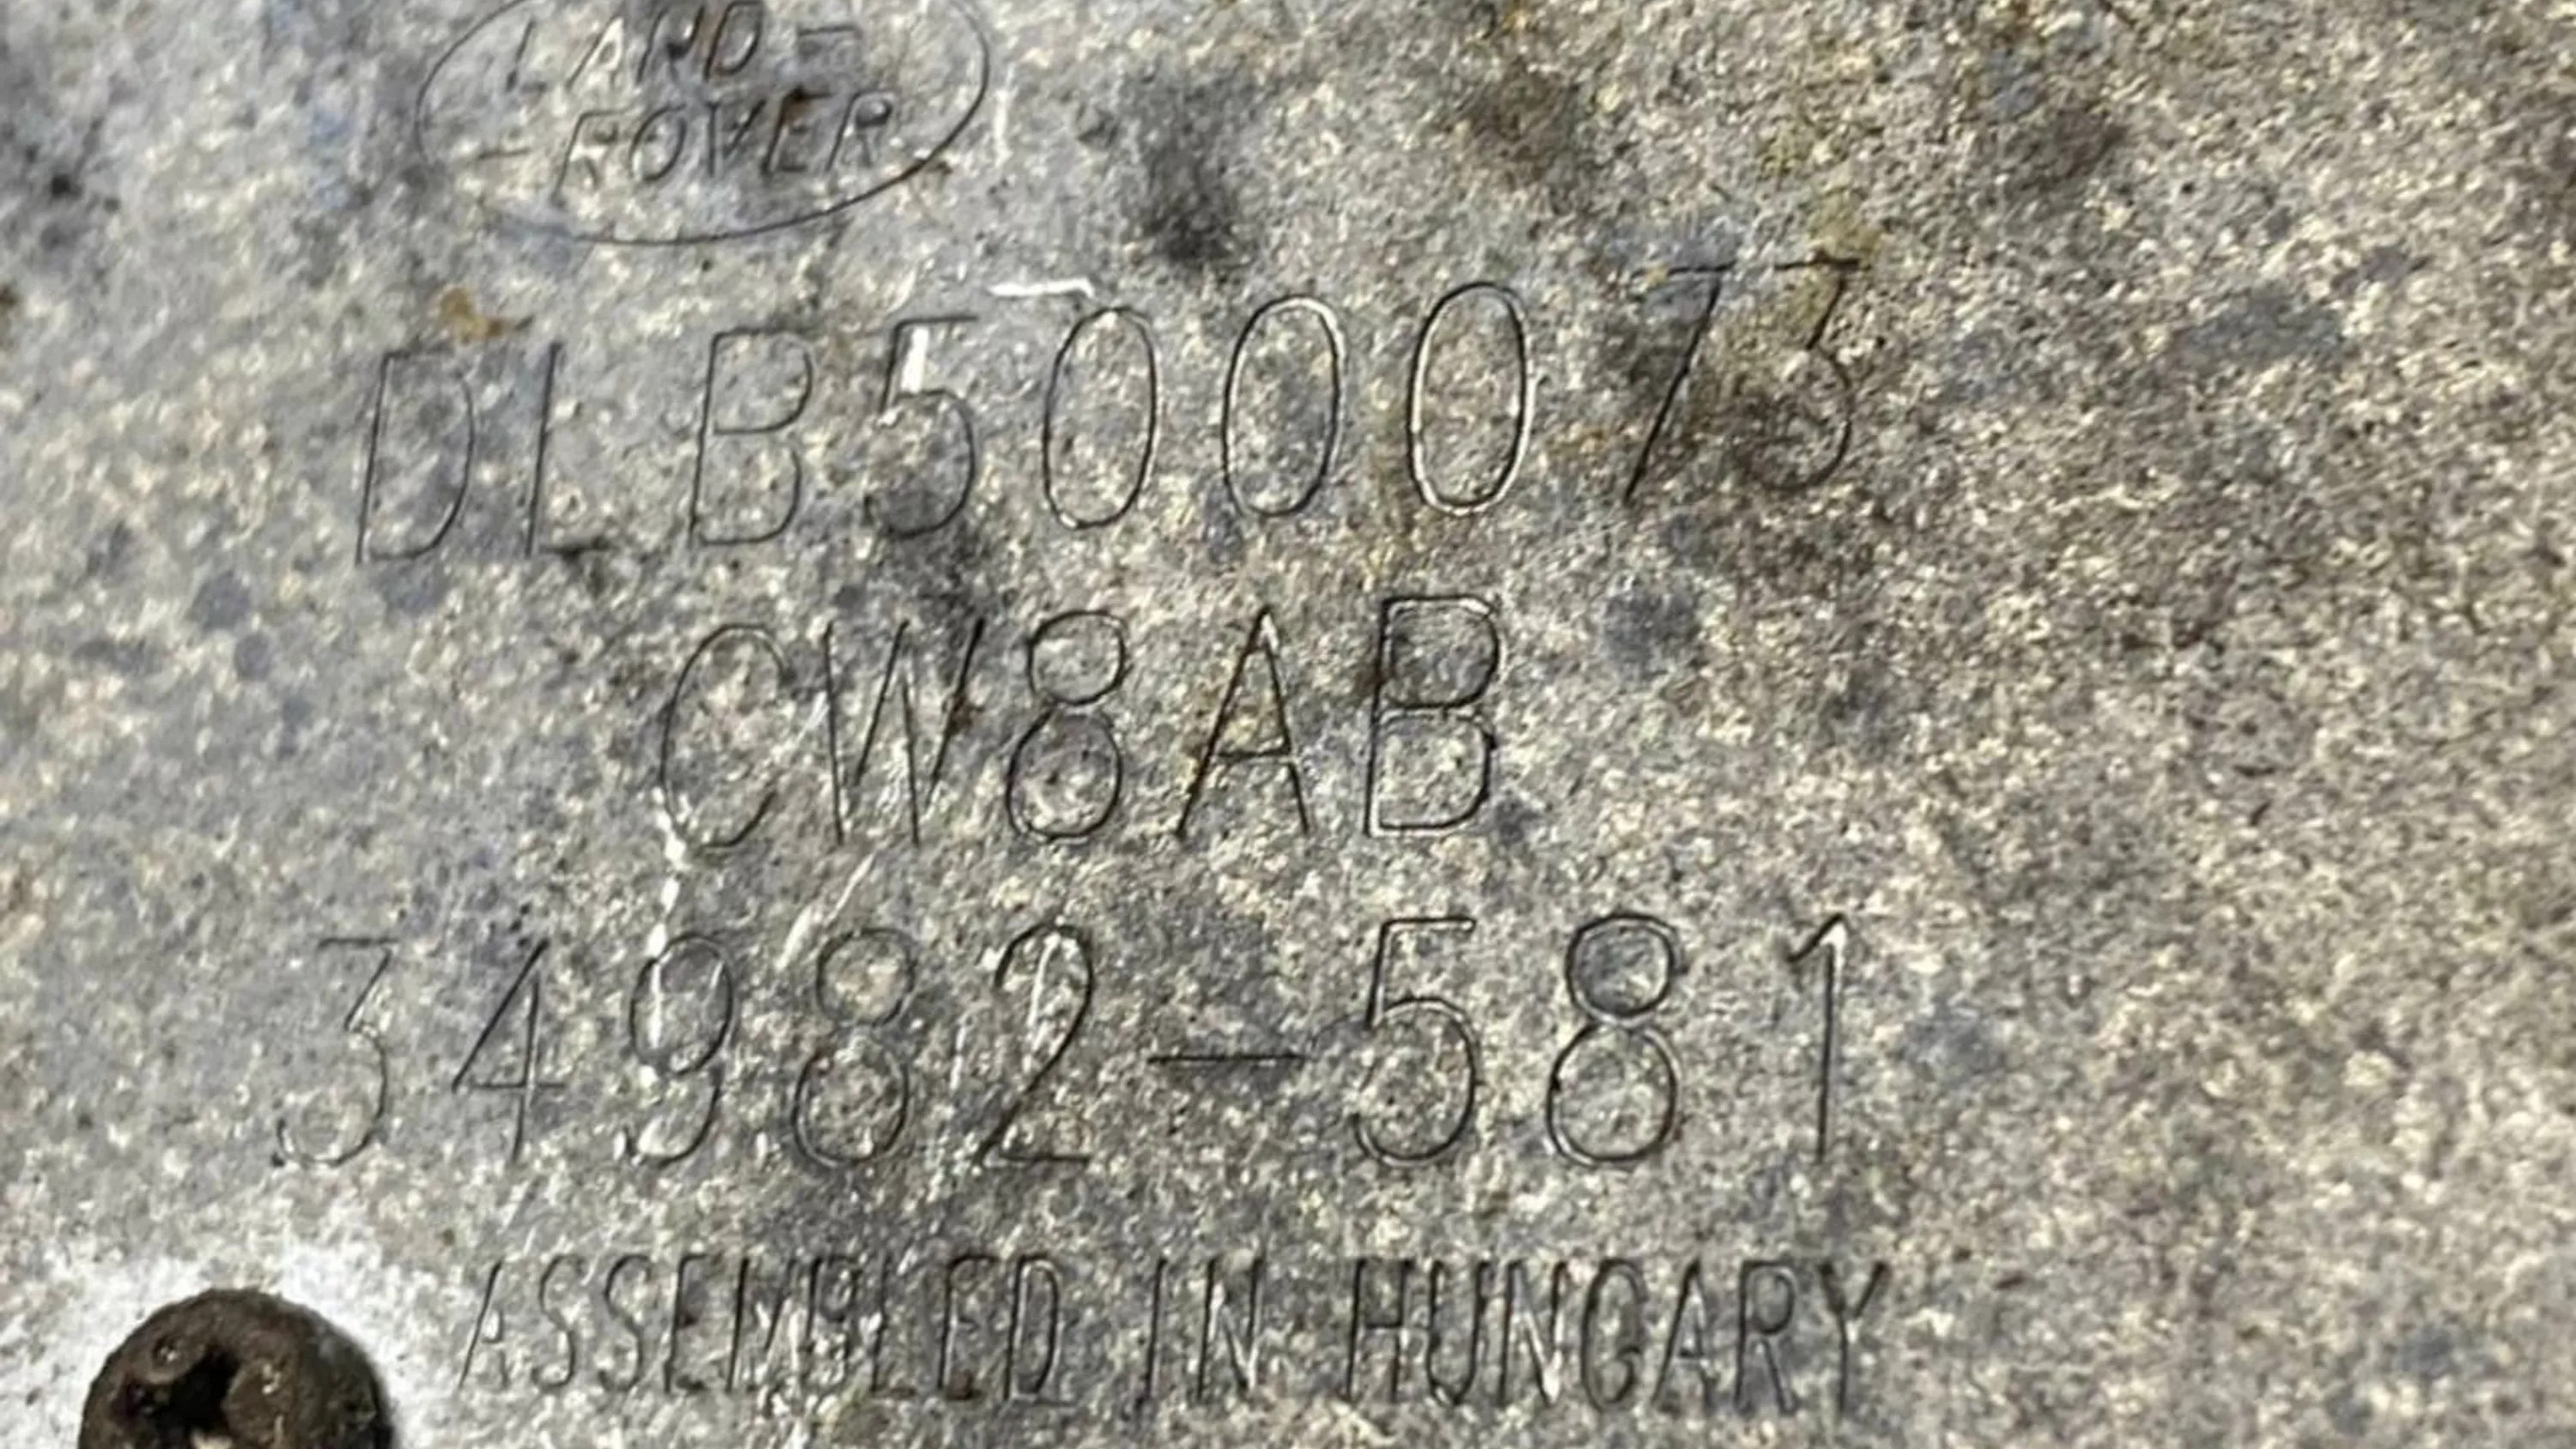 LAND-
-ROVER
DLB500073
CW8AB
34982-581
ASSEMBLED IN HUNGARY